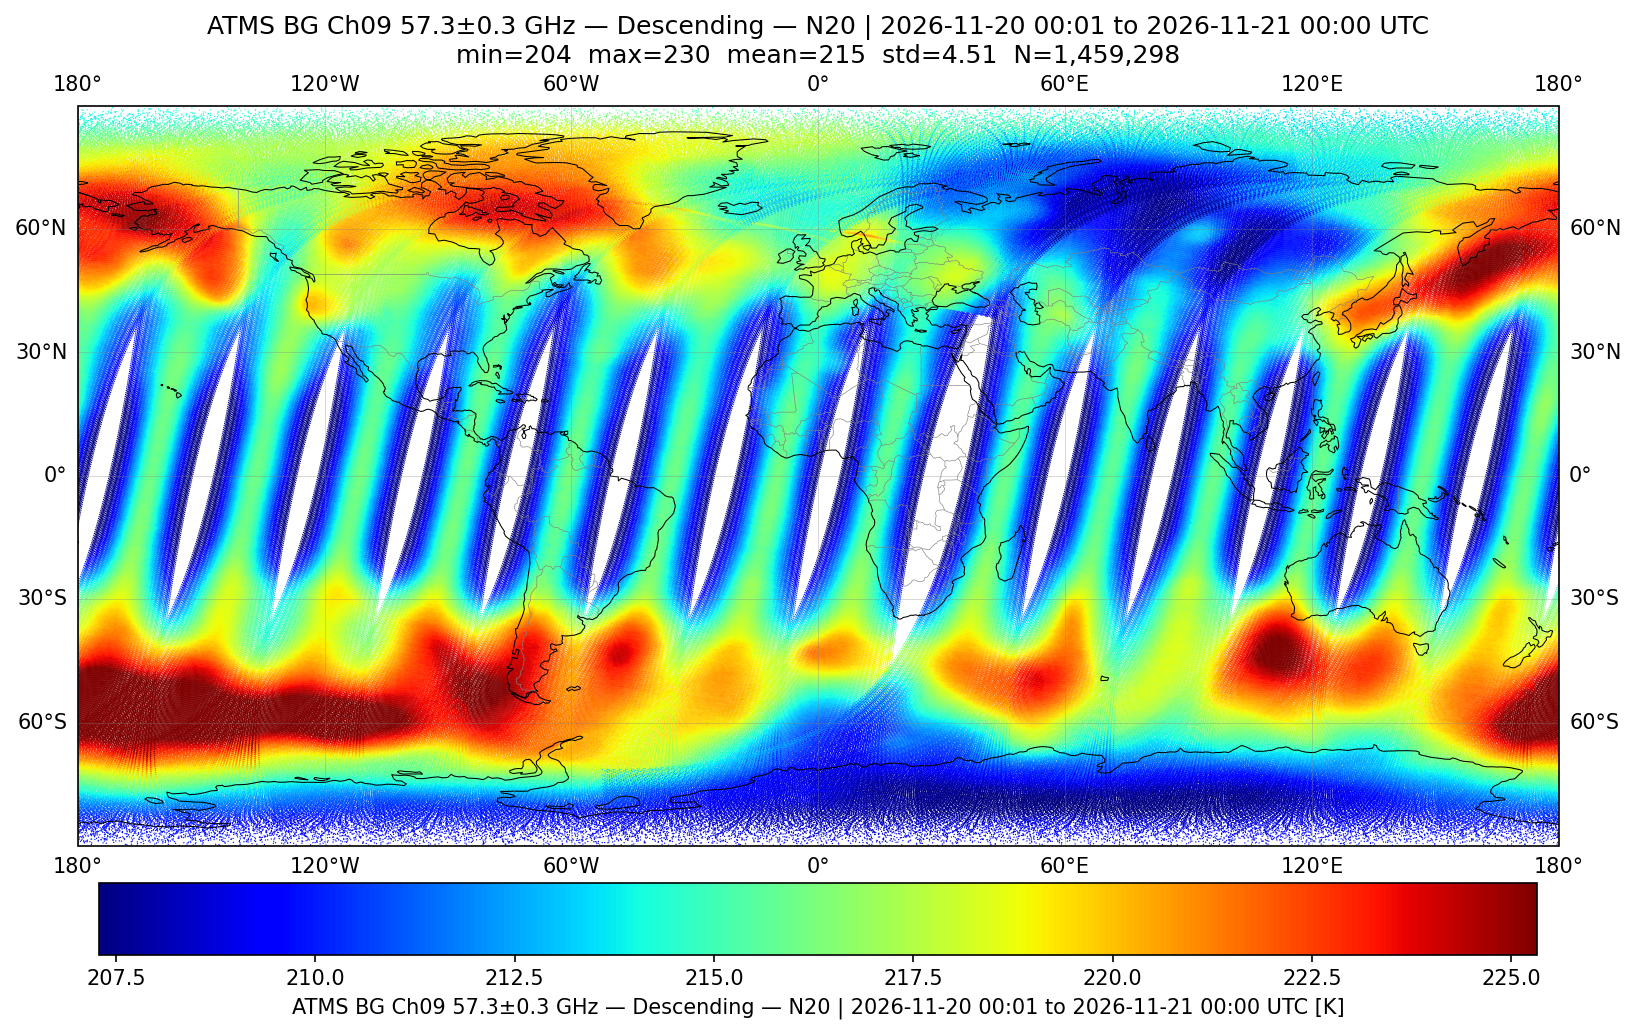 ATMS BG Ch09 57.3±0.3 GHz — Descending — N20 | 2026-11-20 00:01 to 2026-11-21 00:00 UTC
min=204 max=230 mean=215 std=4.51 N=1,459,298
180° 120°W 60°W 0° 60°E 120°E 180°
60°N 60°N
30°N 30°N
0° 0°
30°S 30°S
60°S 60°S
180° 120°W 60°W 0° 60°E 120°E 180°
207.5 210.0 212.5 215.0 217.5 220.0 222.5 225.0
ATMS BG Ch09 57.3±0.3 GHz — Descending — N20 | 2026-11-20 00:01 to 2026-11-21 00:00 UTC [K]